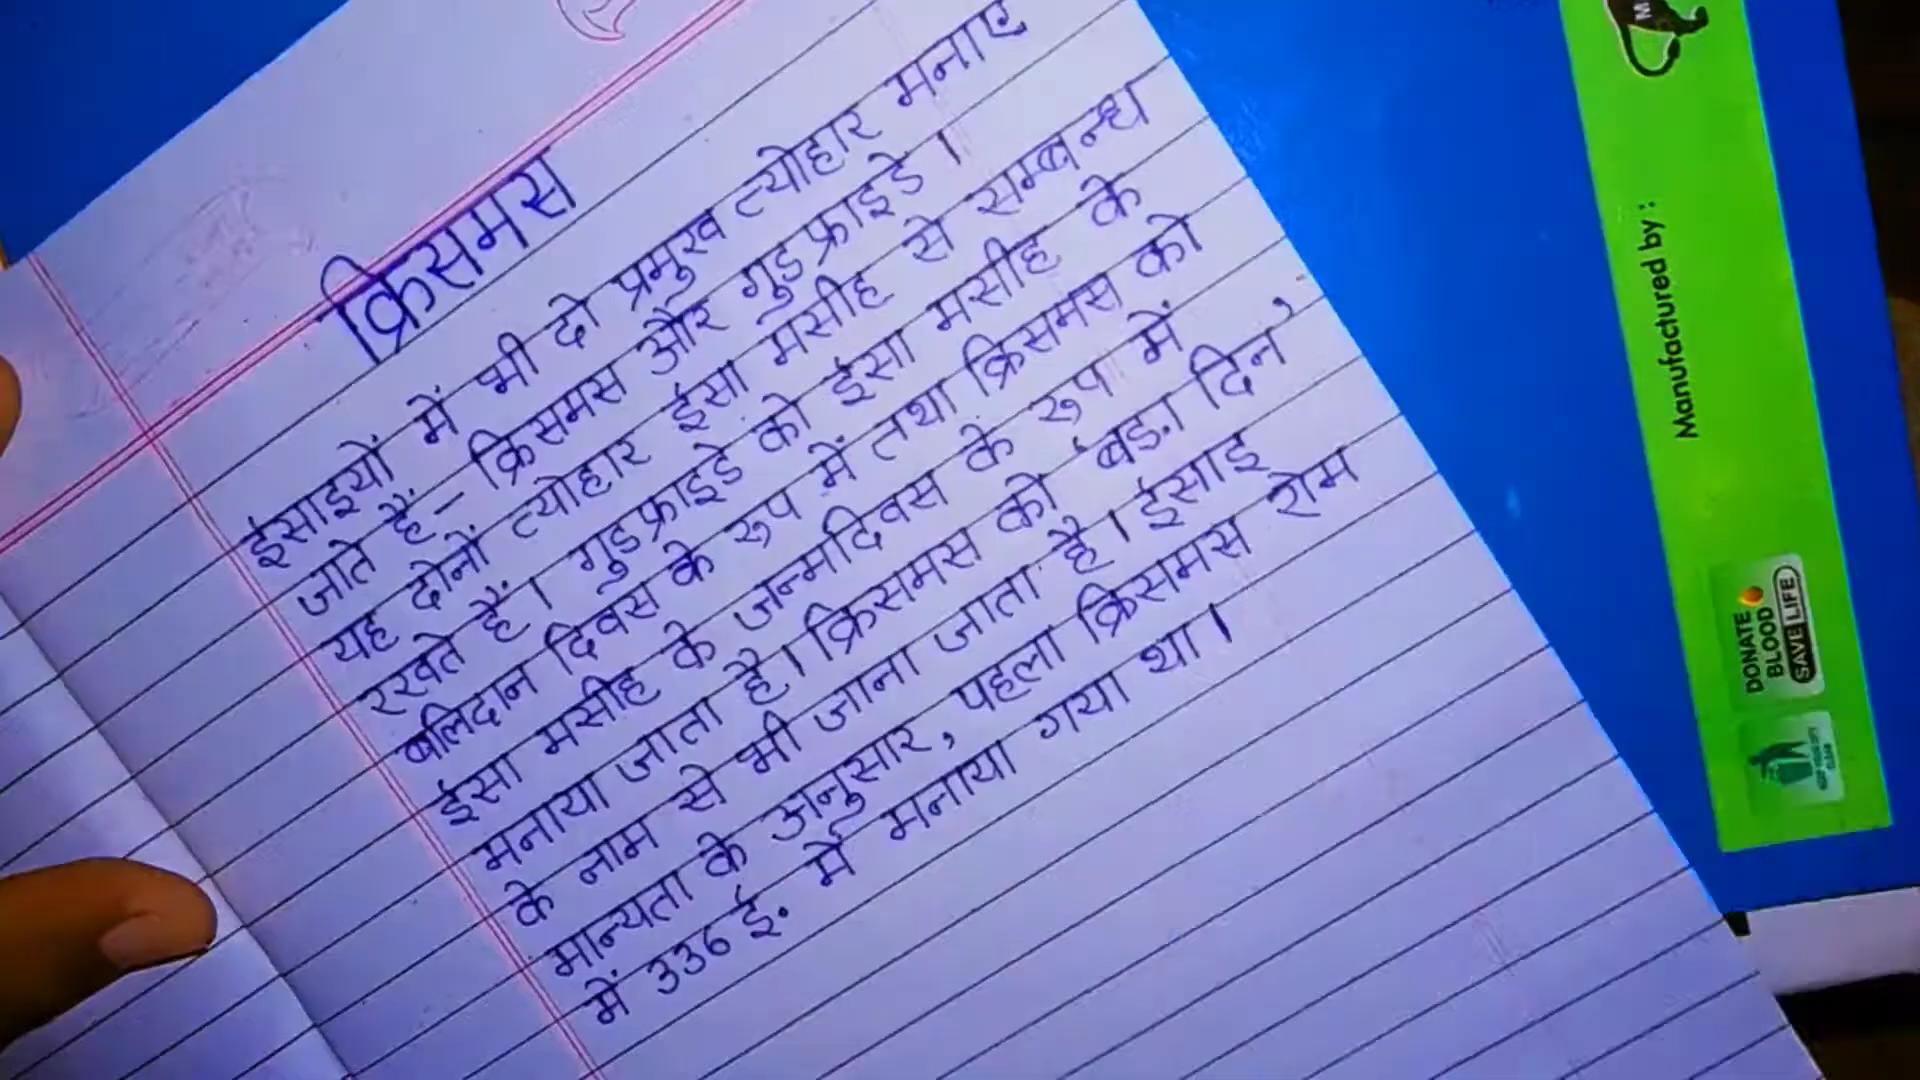 क्रिसमस
ईसाइयों में भी दो प्रमुख त्योहार मनाए
जाते हैं- क्रिसमस और गुडफ्राइडे।
यह दोनों त्योहार ईसा मसीह से सम्बन्ध
रखते हैं। गुडफ्राइडे को ईसा मसीह के
बलिदान दिवस के रुप में तथा क्रिसमस को
ईसा मसीह के जन्मदिवस के रुप में
मनाया जाता है। क्रिसमस को 'बड़ा दिन'
के नाम से भी जाना जाता है। ईसाइ
मान्यता के अनुसार, पहला क्रिसमस रोम
में 336 ई. में मनाया गया था।
Manufactured by :
DONATE
BLOOD
SAVE LIFE